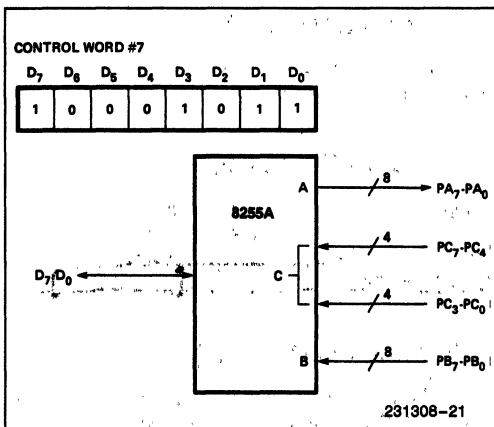 CONTROL WORD #7
D7 D6 D5 D4 D3 D2 D1 D0
1 0 0 0 1 0 1 1
8255A
A
8
PA7-PA0
4
PC7-PC4
C
D7-D0
4
PC3-PC0
B
8
PB7-PB0
231308-21